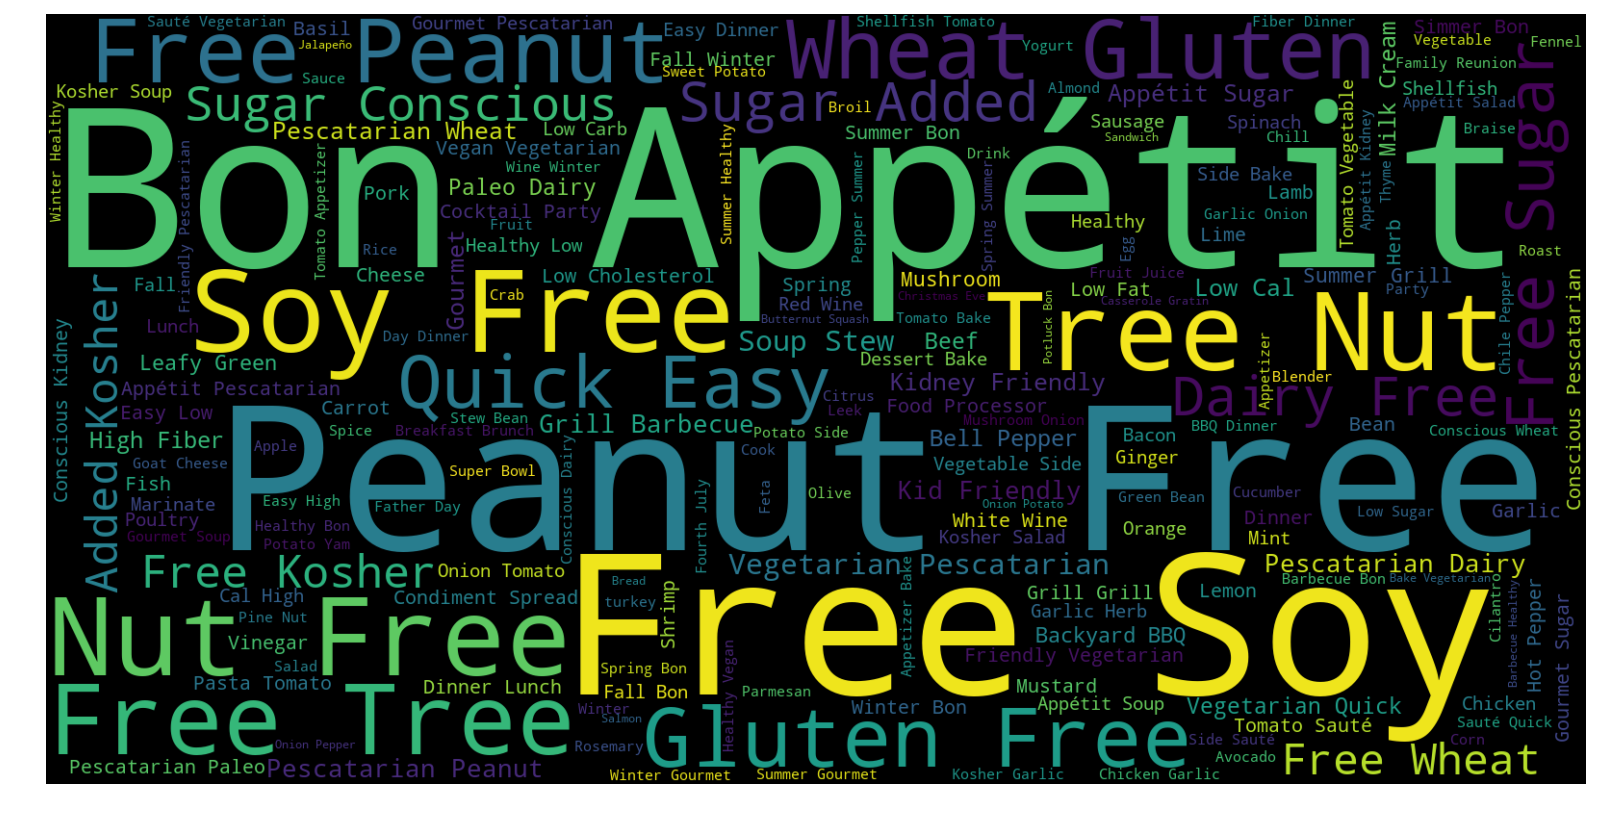 Sauté Vegetarian
Gourmet Pescatarian
Shellfish Tomato
Fiber Dinner
Simmer Bon
Free Peanut
Basil
Easy Dinner
Wheat Gluten
Jalapeño
Fall Winter
Yogurt
Vegetable
Fennel
Sauce
Sweet Potato
Family Reunion
Kosher Soup
Sugar Conscious
Sugar Added
Almond
Appétit Sugar
Tomato Vegetable
Milk Cream
Shellfish
Appétit Salad
Free Sugar
Winter Healthy
Broil
Pescatarian Wheat
Low Carb
Summer Bon
Sausage
Spinach
Braise
Vegan Vegetarian
Sandwich
Chill
Bon Appétit
Friendly Pescatarian
Tomato Appetizer
Wine Winter
Summer Healthy
Pepper Summer
Drink
Spring Summer
Side Bake
Appétit Kidney
Thyme
Pork
Paleo Dairy
Lamb
Cocktail Party
Garlic Onion
Fruit
Healthy
Lime
Herb
Rice
Gourmet
Healthy Low
Egg
Roast
Fall
Cheese
Low Cholesterol
Spring
Mushroom
Fruit Juice
Summer Grill
Crab
Red Wine
Christmas Eve
Low Fat
Low Cal
Party
Casserole Gratin
Added Kosher
Lunch
Soy Free
Butternut Squash
Tomato Bake
Potluck Bon
Tree Nut
Chile Pepper
Conscious Pescatarian
Conscious Kidney
Day Dinner
Soup Stew
Beef
Appetizer
Leafy Green
Dessert Bake
Quick Easy
Kidney Friendly
Blender
Dairy Free
Appétit Pescatarian
Citrus
Easy Low
Carrot
Leek
Food Processor
Stew Bean
Grill Barbecue
Mushroom Onion
High Fiber
Spice
Breakfast Brunch
Potato Side
Bell Pepper
Bacon
BBQ Dinner
Bean
Conscious Wheat
Apple
Cook
Goat Cheese
Peanut Free
Super Bowl
Vegetable Side
Ginger
Fish
Conscious Dairy
Feta
Olive
Kid Friendly
Green Bean
Cucumber
Marinate
Easy High
Father Day
Fourth July
Onion Potato
Low Sugar
Garlic
Poultry
Healthy Bon
White Wine
Orange
Dinner
Gourmet Soup
Potato Yam
Kosher Salad
Mint
Free Kosher
Onion Tomato
Vegetarian Pescatarian
Pescatarian Dairy
Bread
Free Soy
Barbecue Bon
Bake Vegetarian
Cal High
Condiment Spread
turkey
Shrimp
Appetizer Bake
Grill Grill
Lemon
Cilantro
Barbecue Healthy
Hot Pepper
Gourmet Sugar
Nut Free
Pine Nut
Garlic Herb
Vinegar
Backyard BBQ
Salad
Spring Bon
Healthy Vegan
Friendly Vegetarian
Pasta Tomato
Dinner Lunch
Fall Bon
Parmesan
Mustard
Free Tree
Winter
Winter Bon
Appétit Soup
Vegetarian Quick
Chicken
Salmon
Gluten Free
Tomato Sauté
Sauté Quick
Onion Pepper
Rosemary
Side Sauté
Corn
Pescatarian Paleo
Pescatarian Peanut
Avocado
Free Wheat
Winter Gourmet
Summer Gourmet
Kosher Garlic
Chicken Garlic